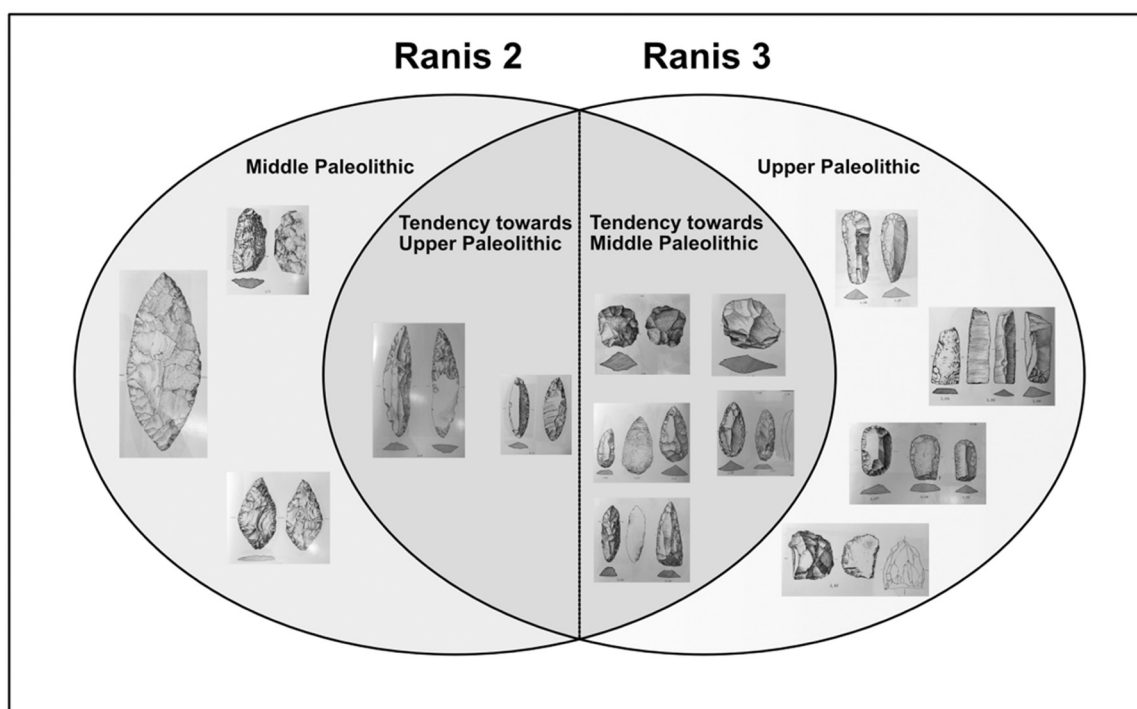 Ranis 2
Ranis 3
Middle Paleolithic
Upper Paleolithic
Tendency towards
Upper Paleolithic
Tendency towards
Middle Paleolithic